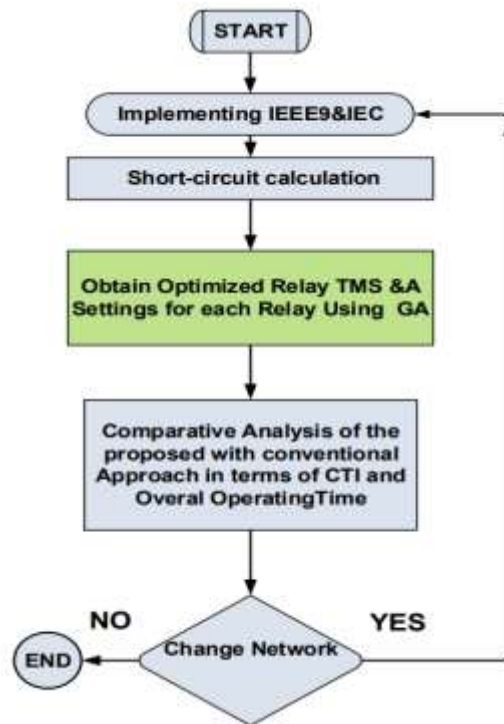 START
Implementing IEEE9&IEC
Short-circuit calculation
Obtain Optimized Relay TMS &A
Settings for each Relay Using GA
Comparative Analysis of the
proposed with conventional
Approach in terms of CTI and
Overal OperatingTime
NO
YES
Change Network
END